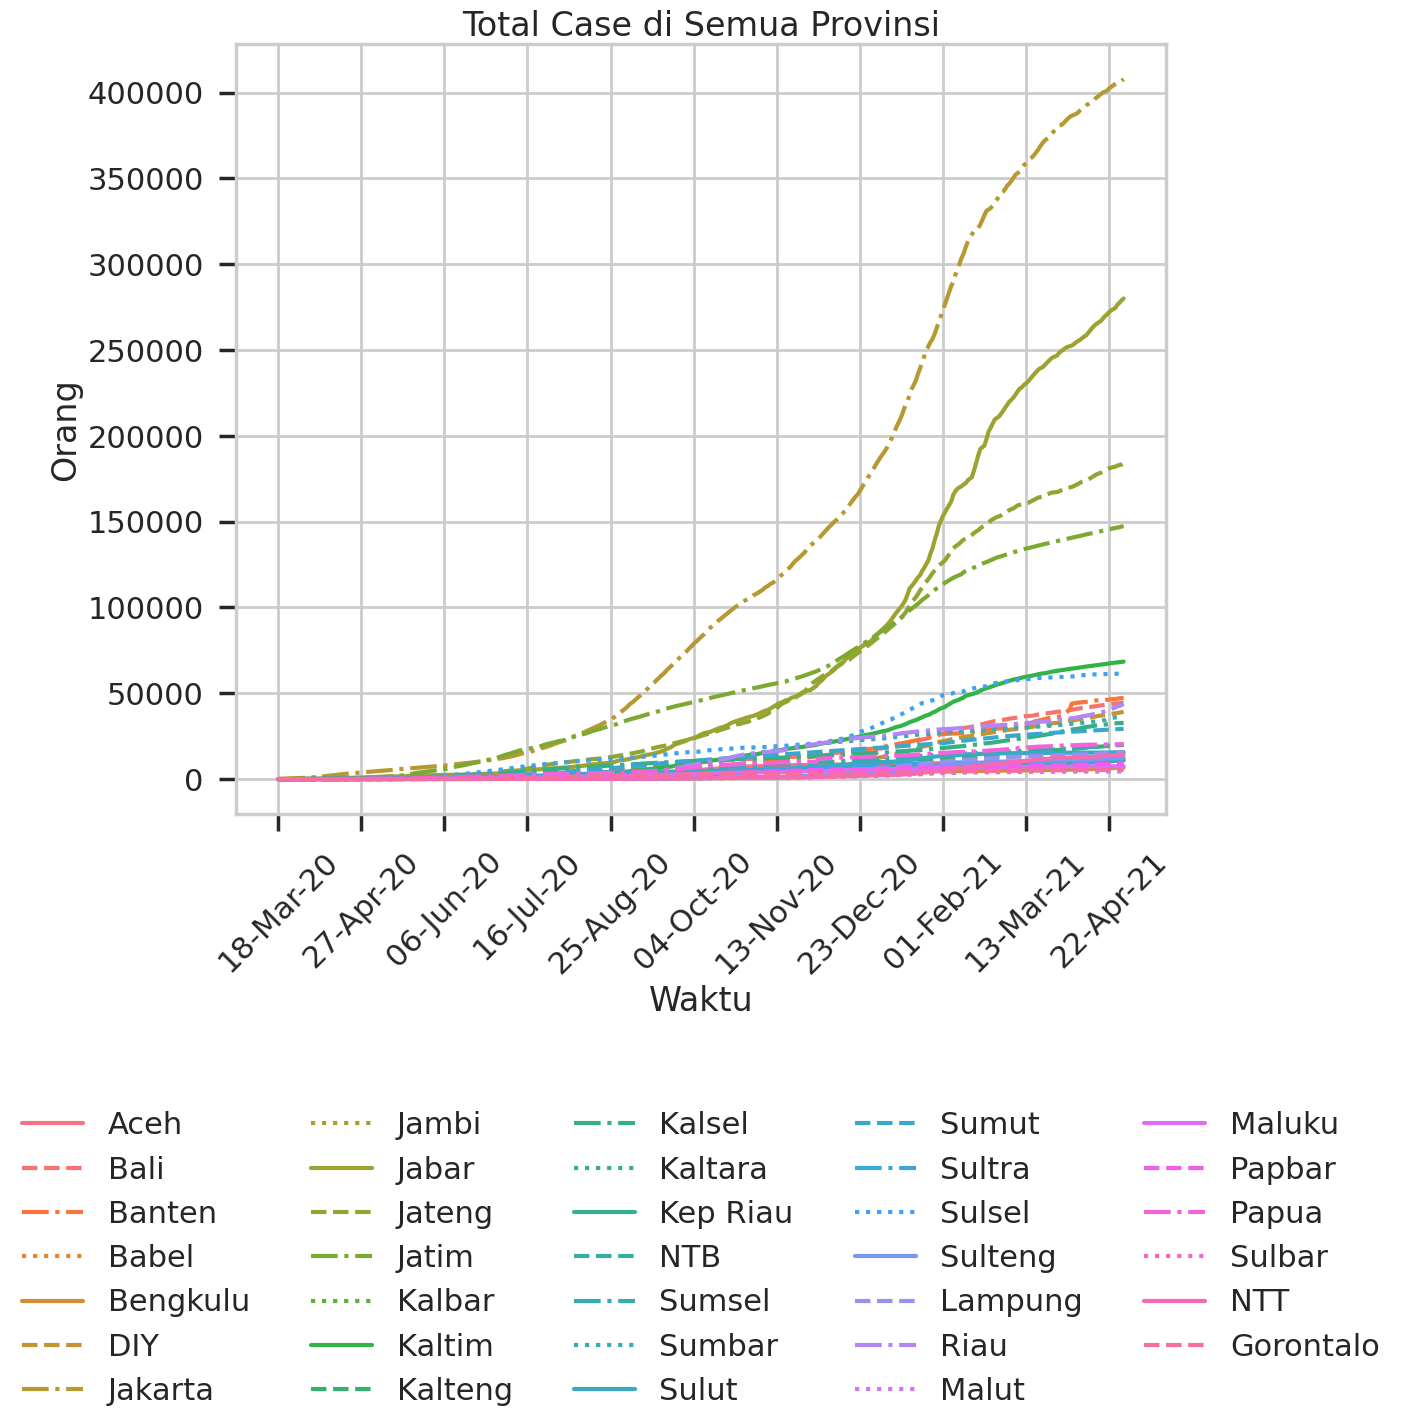 Total Case di Semua Provinsi
400000
350000
300000
250000
200000
150000
100000
50000
0
Orang
18-Mar-20
27-Apr-20
06-Jun-20
16-Jul-20
25-Aug-20
04-Oct-20
13-Nov-20
23-Dec-20
01-Feb-21
13-Mar-21
22-Apr-21
Waktu
Aceh
Bali
Banten
Babel
Bengkulu
DIY
Jakarta
Jambi
Jabar
Jateng
Jatim
Kalbar
Kaltim
Kalteng
Kalsel
Kaltara
Kep Riau
NTB
Sumsel
Sumbar
Sulut
Sumut
Sultra
Sulsel
Sulteng
Lampung
Riau
Malut
Maluku
Papbar
Papua
Sulbar
NTT
Gorontalo